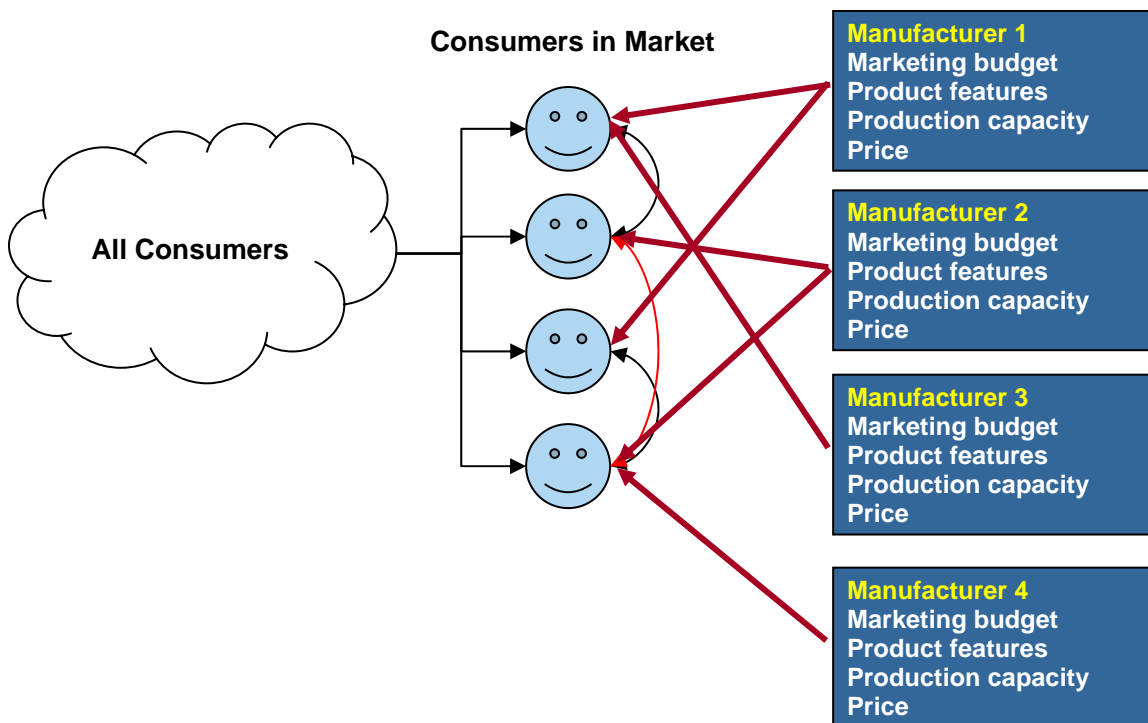 Consumers in Market
All Consumers
Manufacturer 1
Marketing budget
Product features
Production capacity
Price
Manufacturer 2
Marketing budget
Product features
Production capacity
Price
Manufacturer 3
Marketing budget
Product features
Production capacity
Price
Manufacturer 4
Marketing budget
Product features
Production capacity
Price